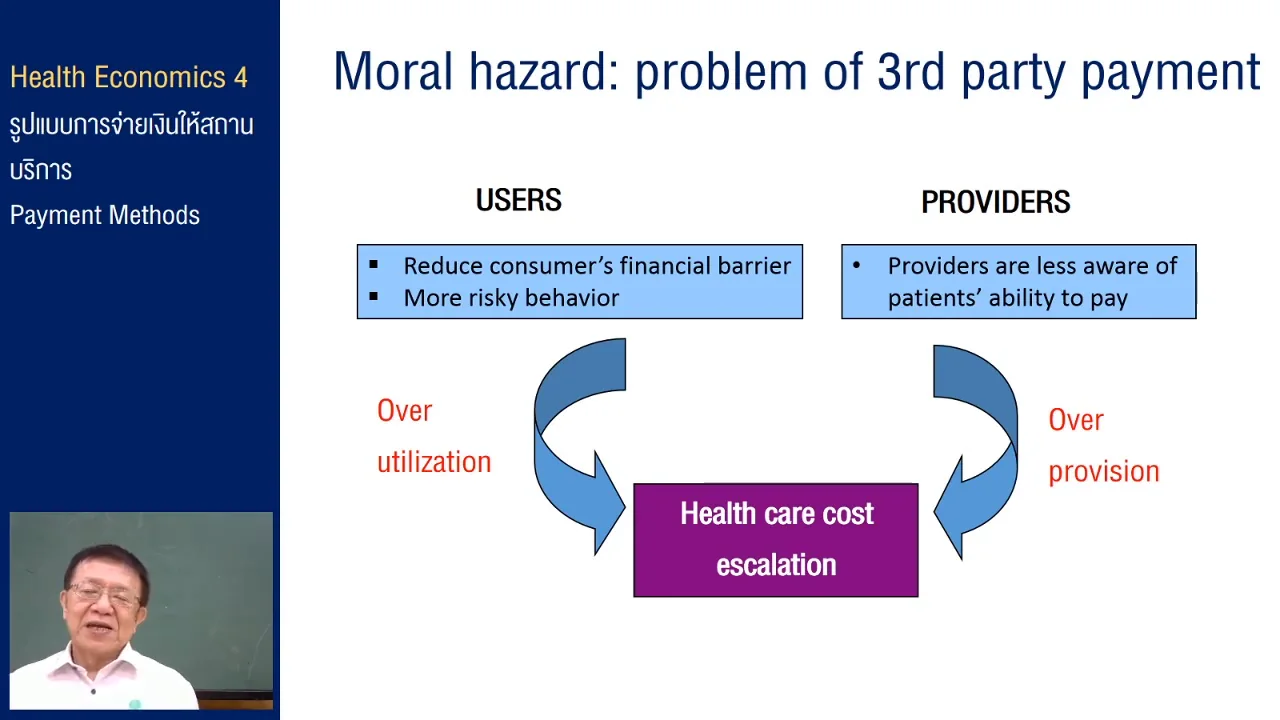 Health Economics 4
รูปแบบการจ่ายเงินให้สถาน
บริการ
Payment Methods
Moral hazard: problem of 3rd party payment
USERS
PROVIDERS
▪ Reduce consumer's financial barrier
▪ More risky behavior
• Providers are less aware of
patients' ability to pay
Over
utilization
Over
provision
Health care cost
escalation